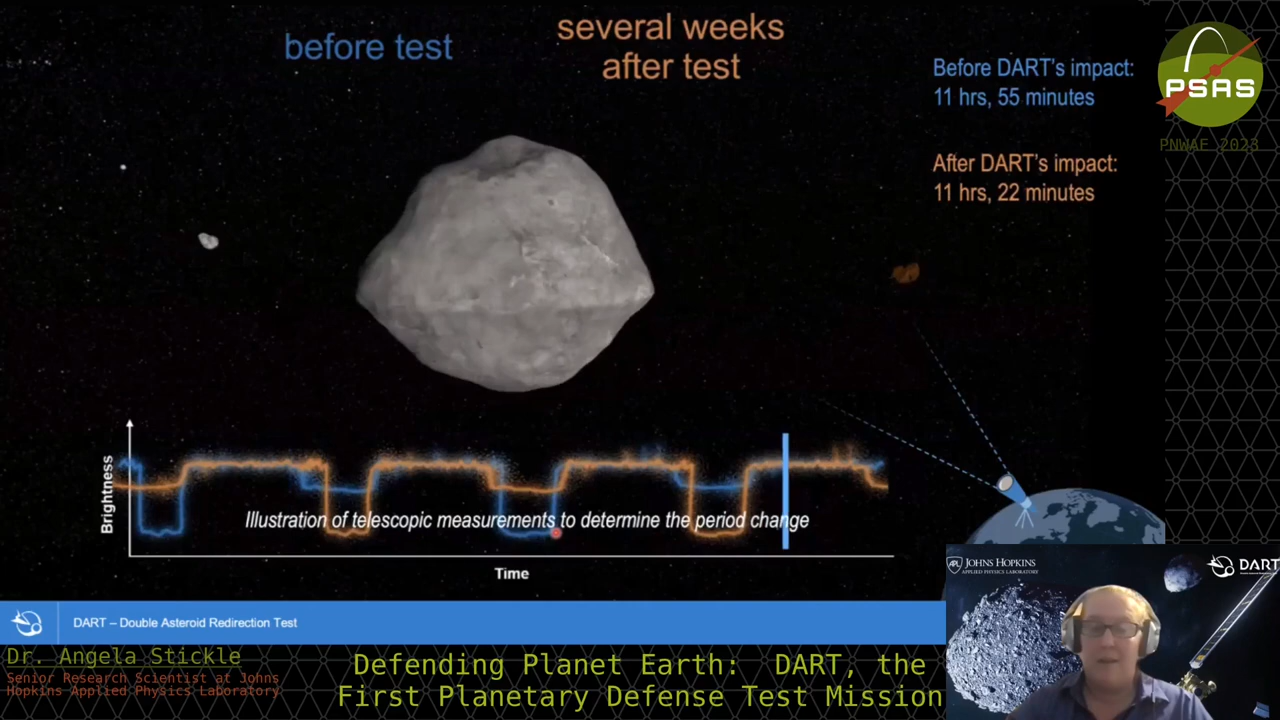 before test
several weeks
after test
Before DART's impact:
11 hrs, 55 minutes
After DART's impact:
11 hrs, 22 minutes
PSAS
PNWAF 2023
Brightness
Illustration of telescopic measurements to determine the period change
Time
DART – Double Asteroid Redirection Test
Dr. Angela Stickle
Senior Research Scientist at Johns
Hopkins Applied Physics Laboratory
Defending Planet Earth: DART, the
First Planetary Defense Test Mission
APL
JOHNS HOPKINS
APPLIED PHYSICS LABORATORY
DART